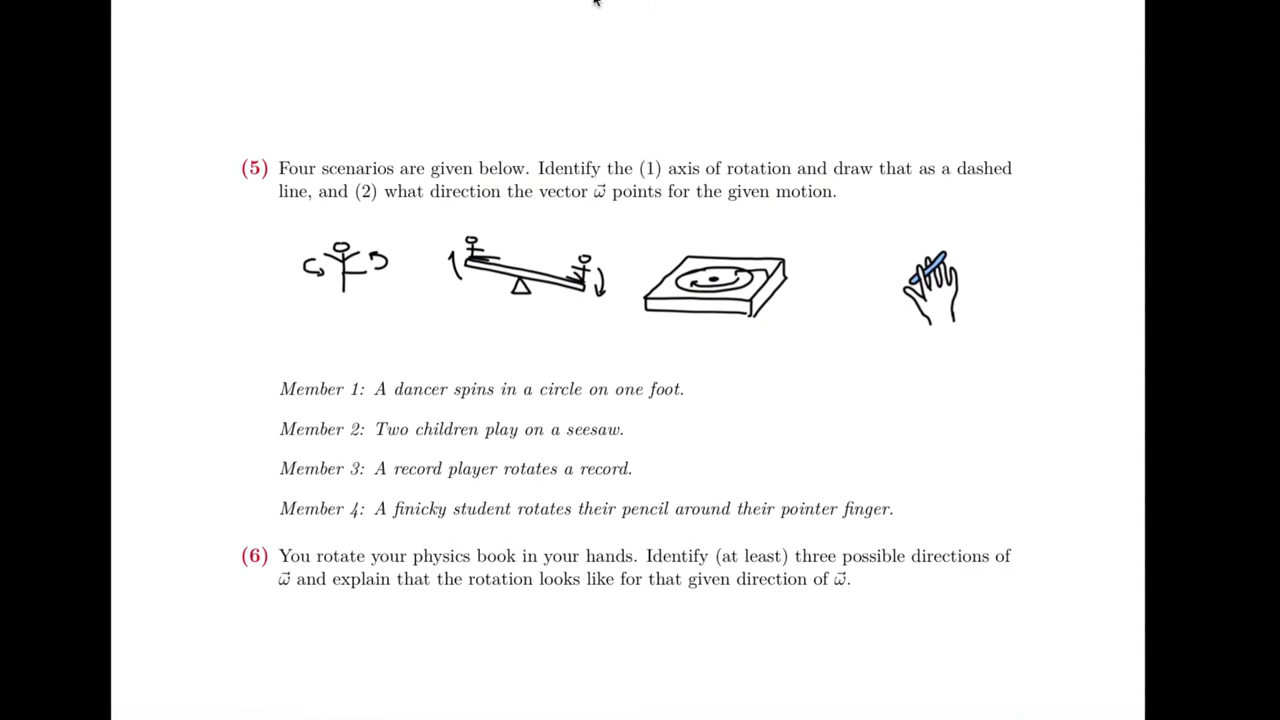 (5) Four scenarios are given below. Identify the (1) axis of rotation and draw that as a dashed
line, and (2) what direction the vector ω⃗ points for the given motion.
Member 1: A dancer spins in a circle on one foot.
Member 2: Two children play on a seesaw.
Member 3: A record player rotates a record.
Member 4: A finicky student rotates their pencil around their pointer finger.
(6) You rotate your physics book in your hands. Identify (at least) three possible directions of
ω⃗ and explain that the rotation looks like for that given direction of ω⃗.